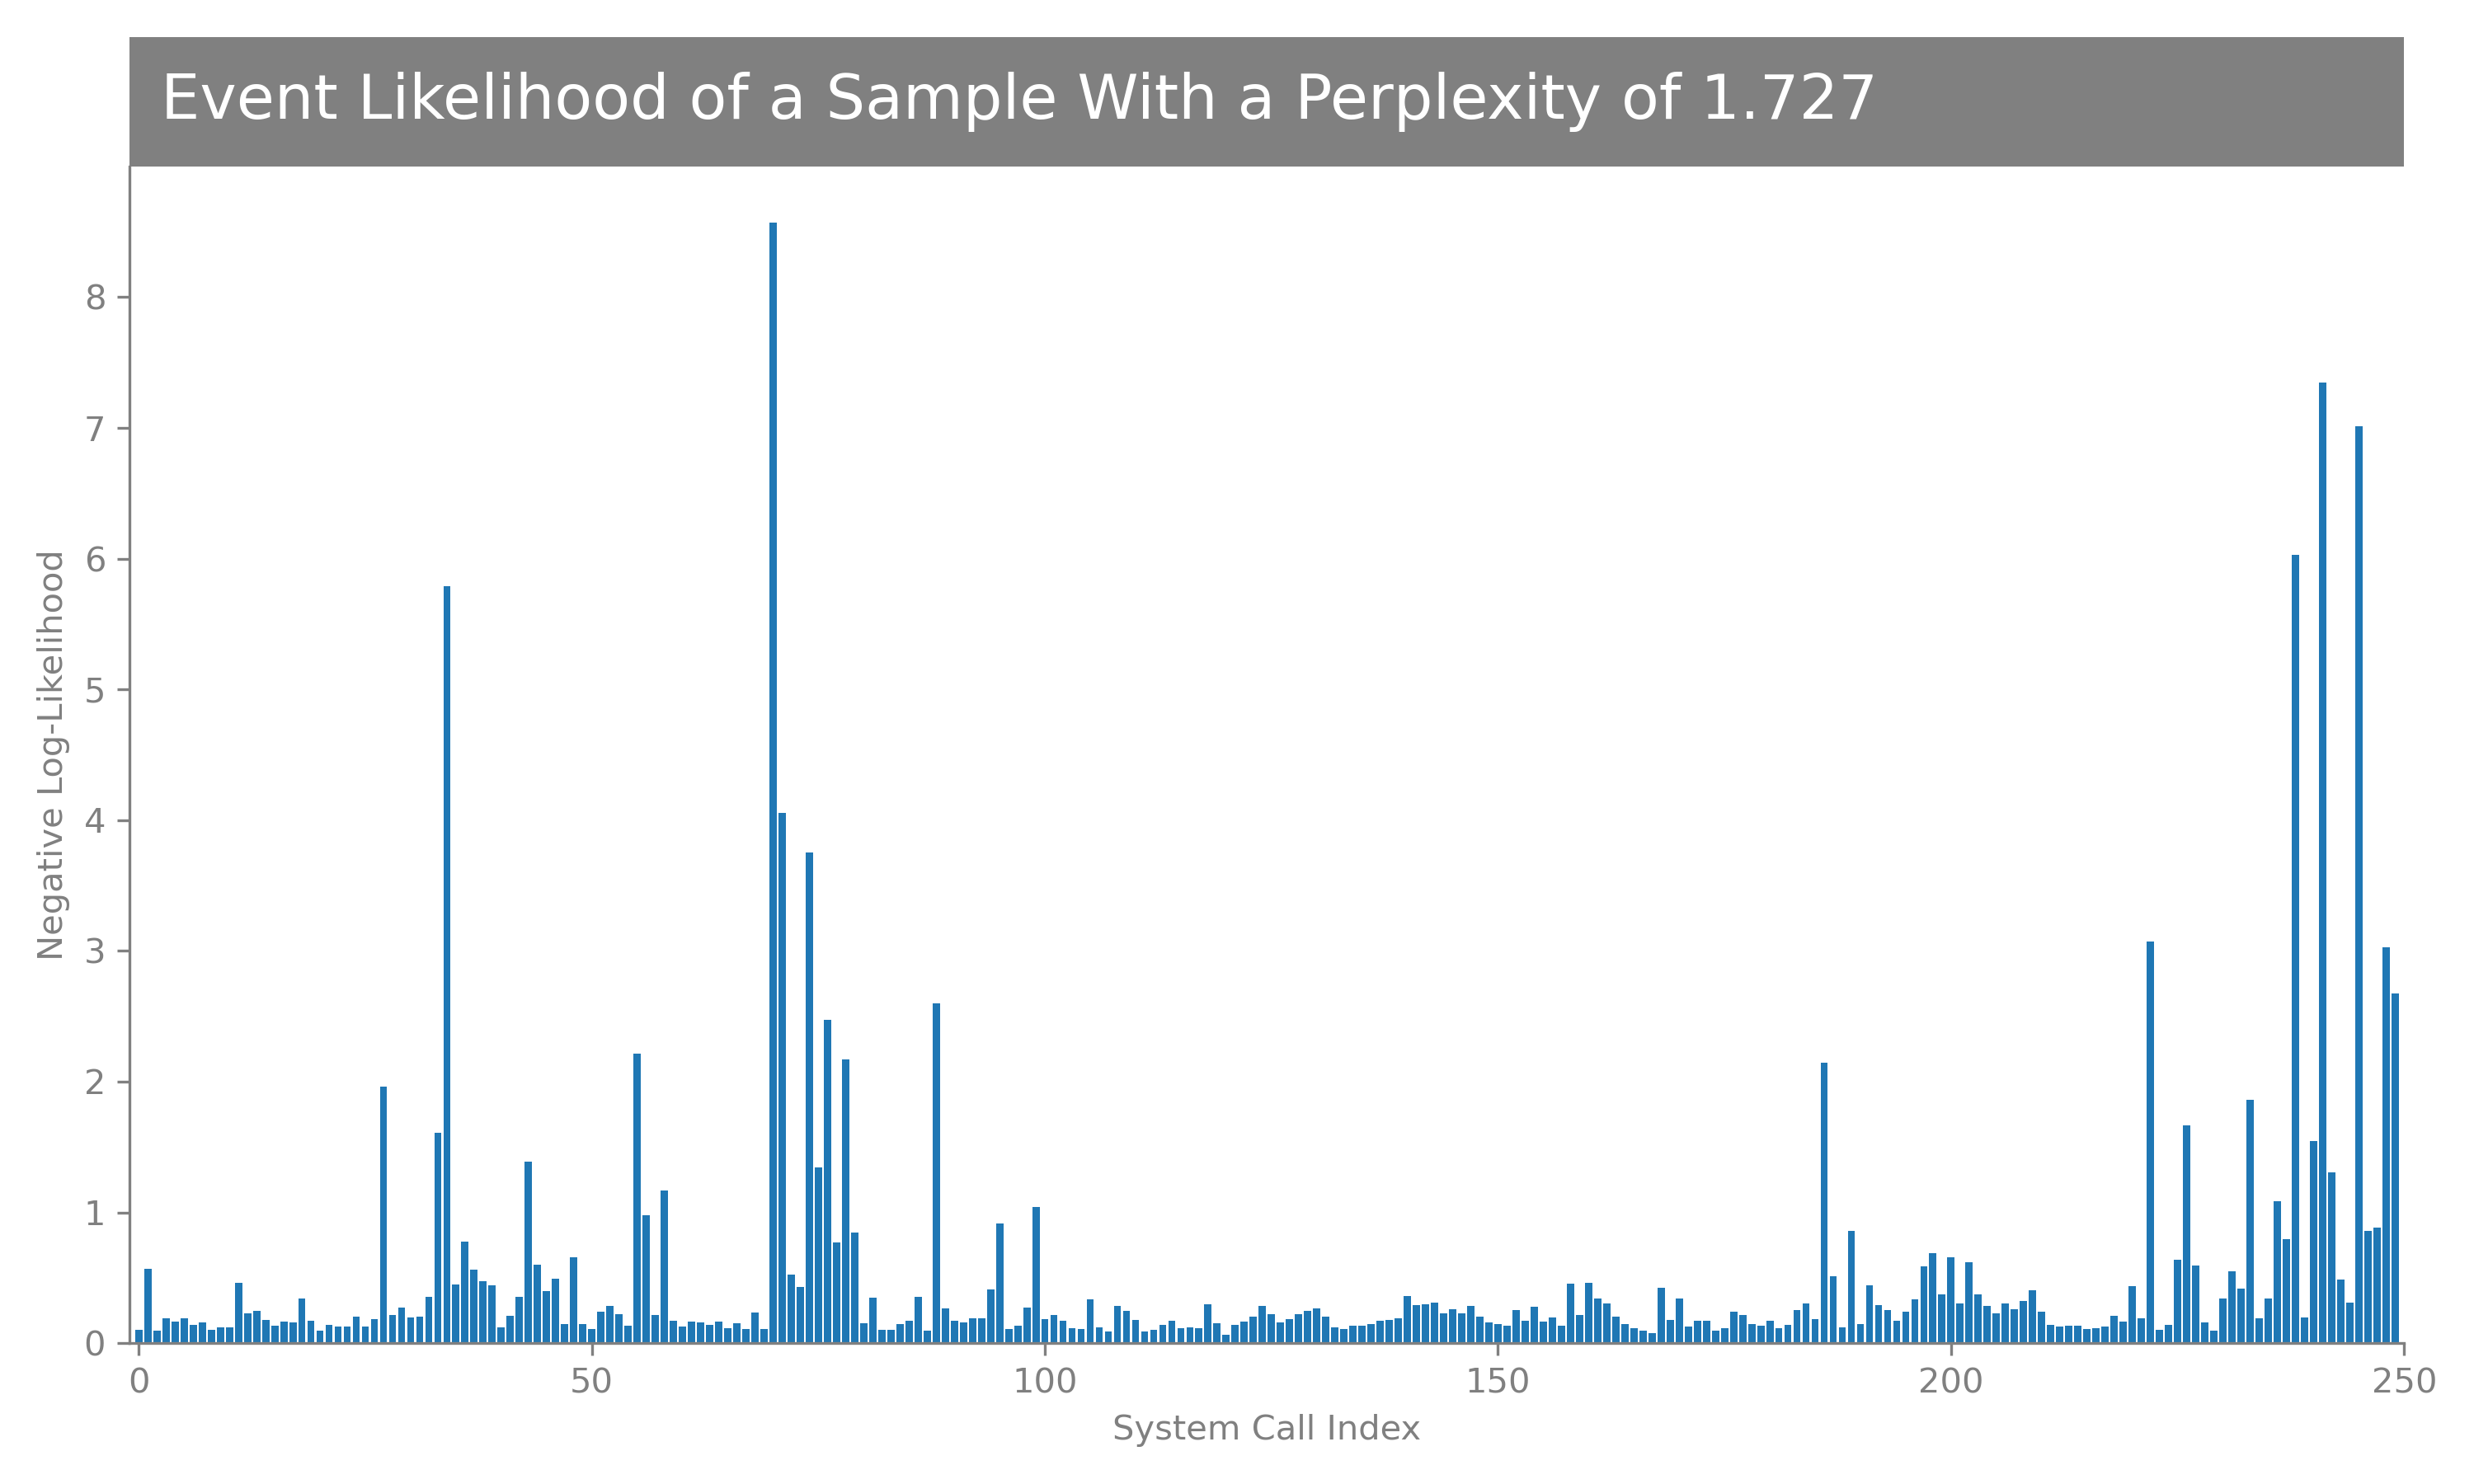 Event Likelihood of a Sample With a Perplexity of 1.727
8
7
6
5
4
3
2
1
0
Negative Log-Likelihood
0 50 100 150 200 250
System Call Index